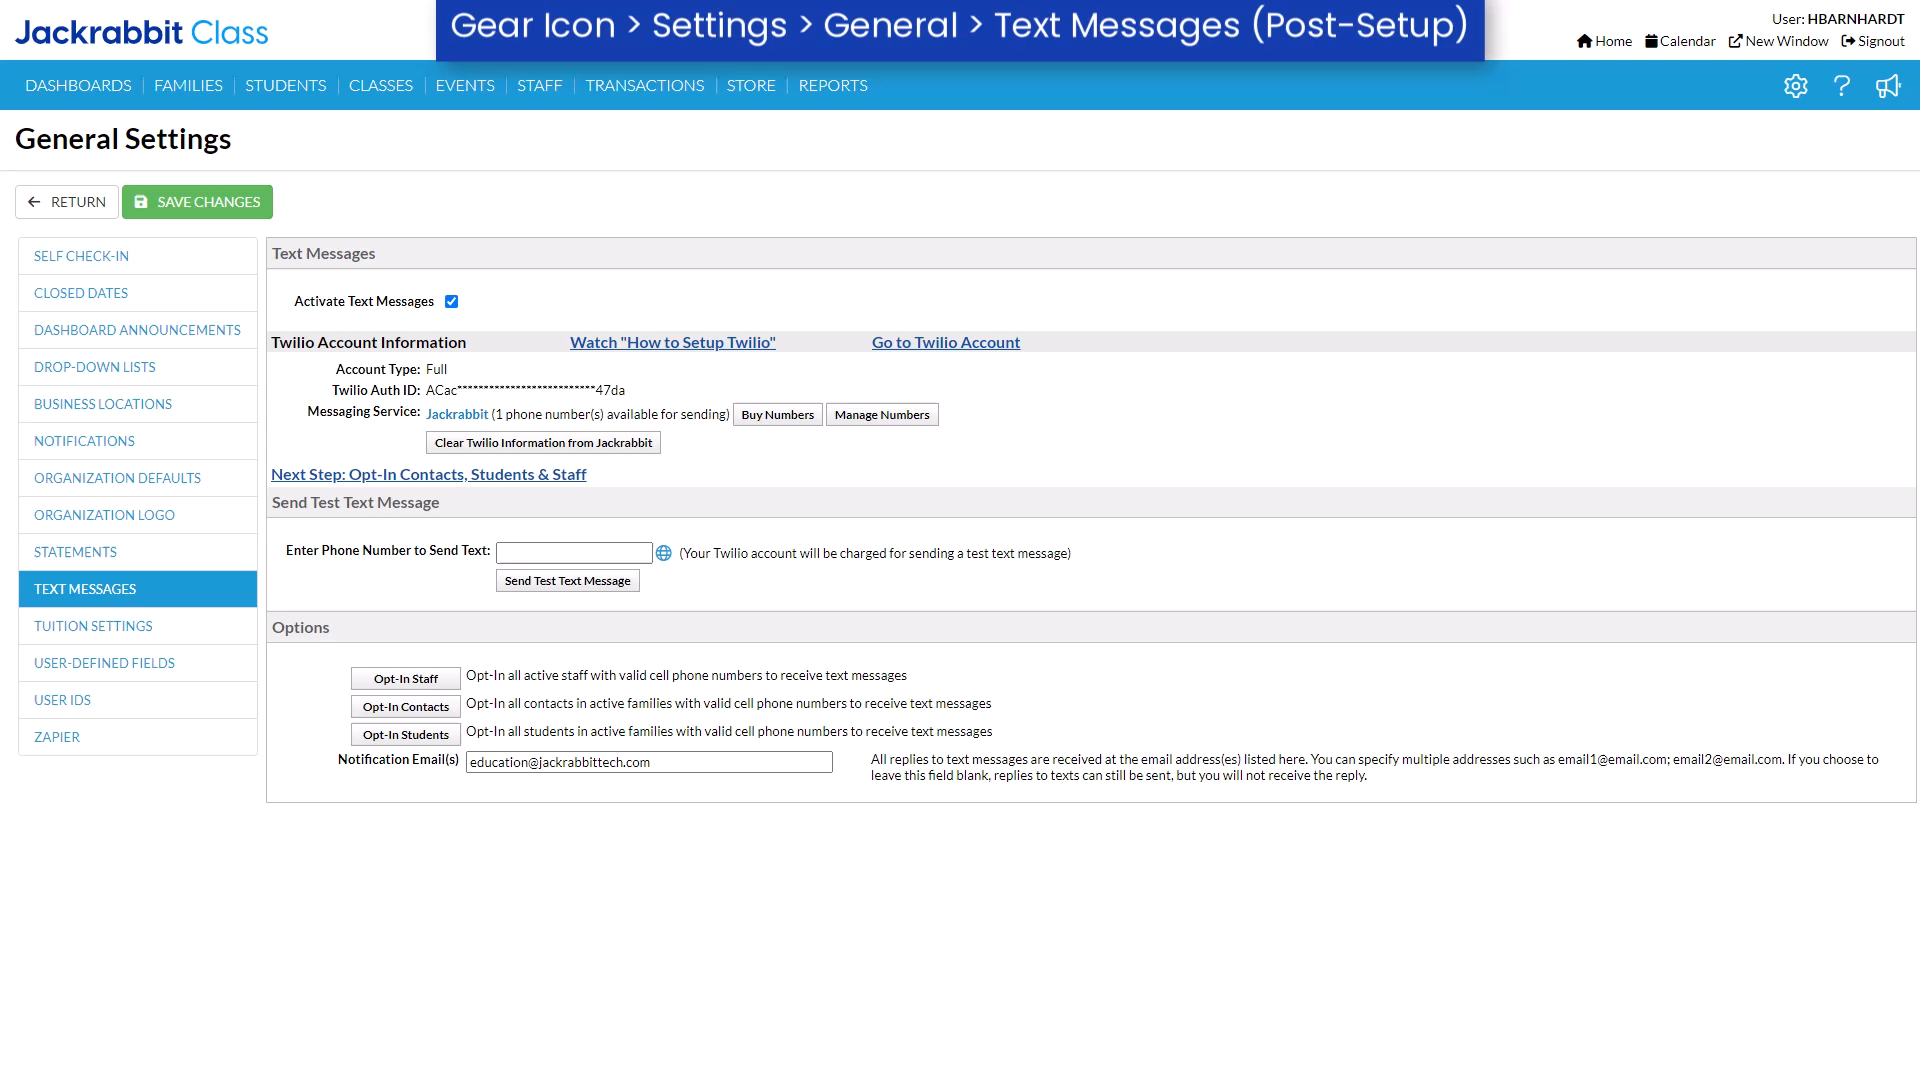 Jackrabbit Class
Gear Icon > Settings > General > Text Messages (Post-Setup)
User: HBARNHARDT
Home Calendar New Window Signout
DASHBOARDS FAMILIES STUDENTS CLASSES EVENTS STAFF TRANSACTIONS STORE REPORTS
General Settings
RETURN SAVE CHANGES
SELF CHECK-IN
CLOSED DATES
DASHBOARD ANNOUNCEMENTS
DROP-DOWN LISTS
BUSINESS LOCATIONS
NOTIFICATIONS
ORGANIZATION DEFAULTS
ORGANIZATION LOGO
STATEMENTS
TEXT MESSAGES
TUITION SETTINGS
USER-DEFINED FIELDS
USER IDS
ZAPIER
Text Messages
Activate Text Messages
Twilio Account Information Watch "How to Setup Twilio" Go to Twilio Account
Account Type: Full
Twilio Auth ID: ACac**************************47da
Messaging Service: Jackrabbit (1 phone number(s) available for sending) Buy Numbers Manage Numbers
Clear Twilio Information from Jackrabbit
Next Step: Opt-In Contacts, Students & Staff
Send Test Text Message
Enter Phone Number to Send Text: (Your Twilio account will be charged for sending a test text message)
Send Test Text Message
Options
Opt-In Staff Opt-In all active staff with valid cell phone numbers to receive text messages
Opt-In Contacts Opt-In all contacts in active families with valid cell phone numbers to receive text messages
Opt-In Students Opt-In all students in active families with valid cell phone numbers to receive text messages
Notification Email(s) education@jackrabbittech.com
All replies to text messages are received at the email address(es) listed here. You can specify multiple addresses such as email1@email.com; email2@email.com. If you choose to
leave this field blank, replies to texts can still be sent, but you will not receive the reply.